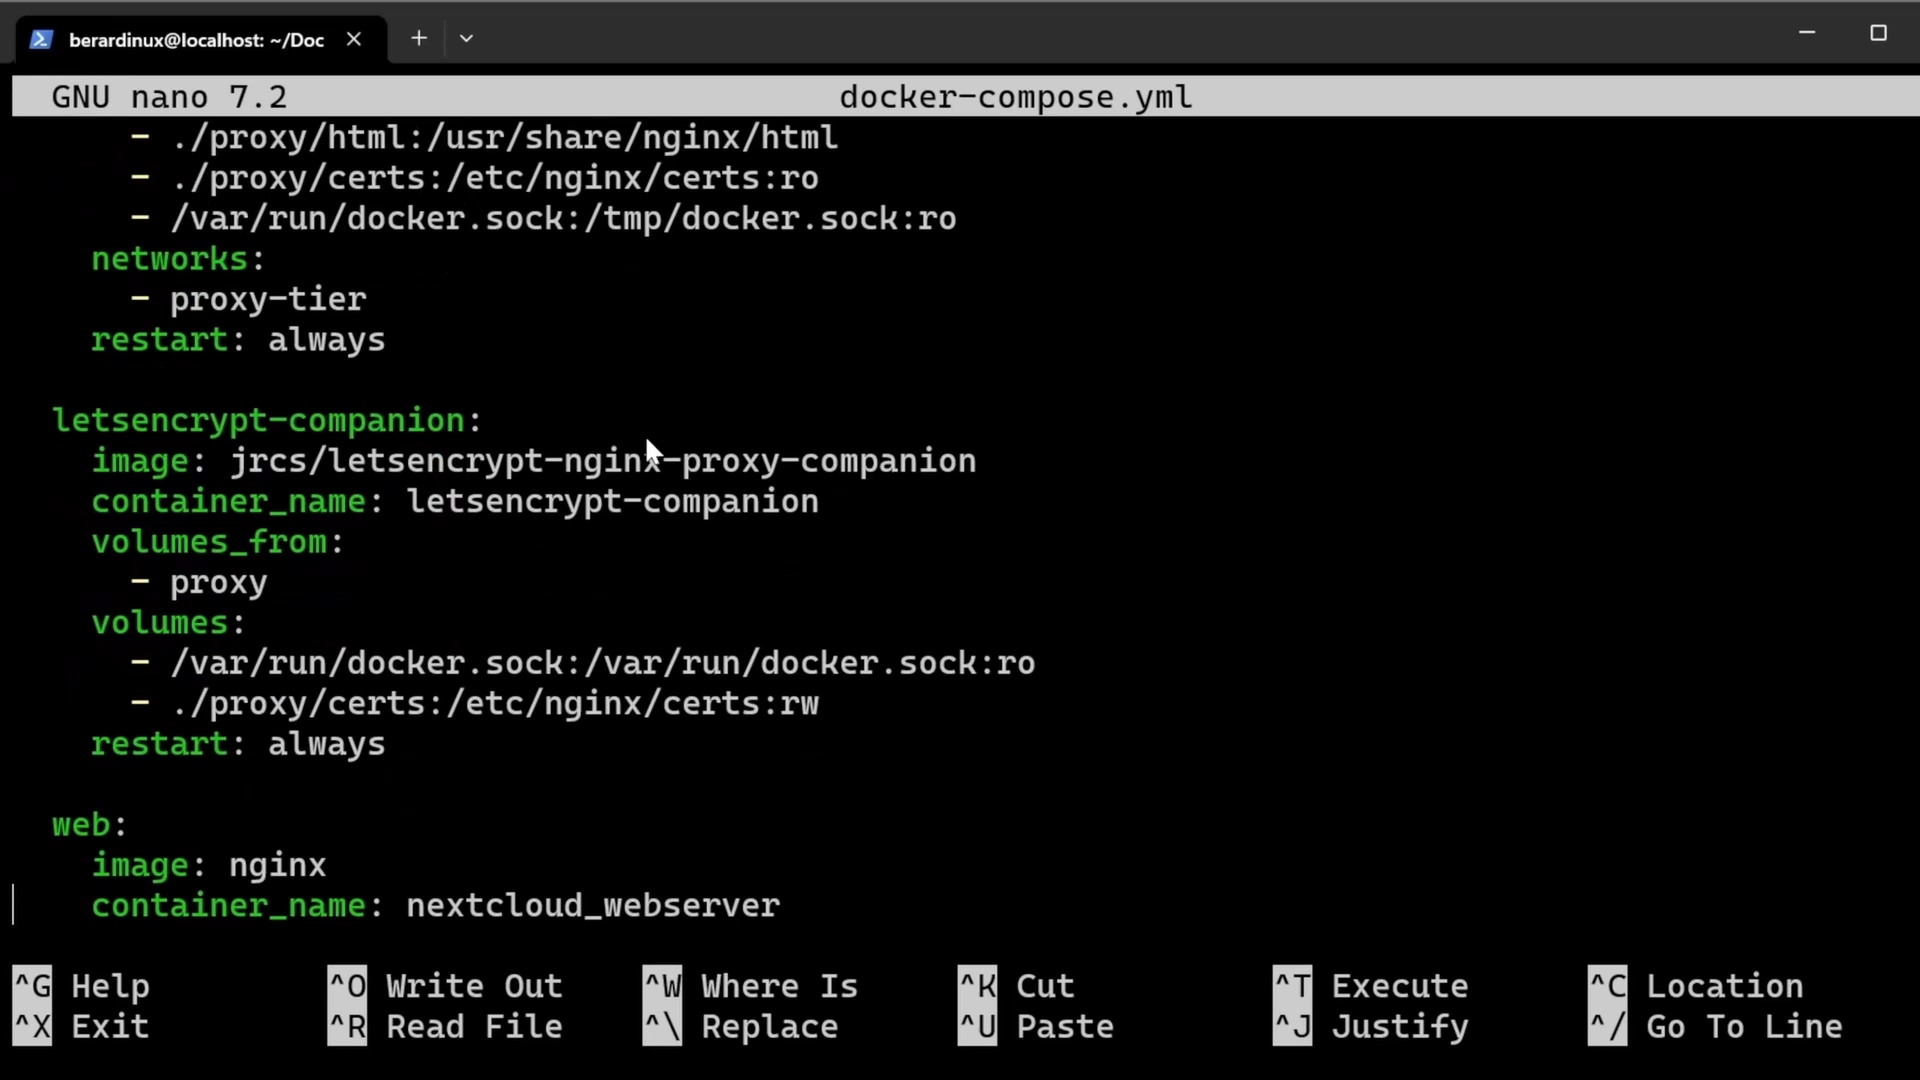 berardinux@localhost: ~/Doc
GNU nano 7.2 docker-compose.yml
- ./proxy/html:/usr/share/nginx/html
- ./proxy/certs:/etc/nginx/certs:ro
- /var/run/docker.sock:/tmp/docker.sock:ro
networks:
- proxy-tier
restart: always
letsencrypt-companion:
image: jrcs/letsencrypt-nginx-proxy-companion
container_name: letsencrypt-companion
volumes_from:
- proxy
volumes:
- /var/run/docker.sock:/var/run/docker.sock:ro
- ./proxy/certs:/etc/nginx/certs:rw
restart: always
web:
image: nginx
container_name: nextcloud_webserver
^G Help ^O Write Out ^W Where Is ^K Cut ^T Execute ^C Location
^X Exit ^R Read File ^\ Replace ^U Paste ^J Justify ^/ Go To Line